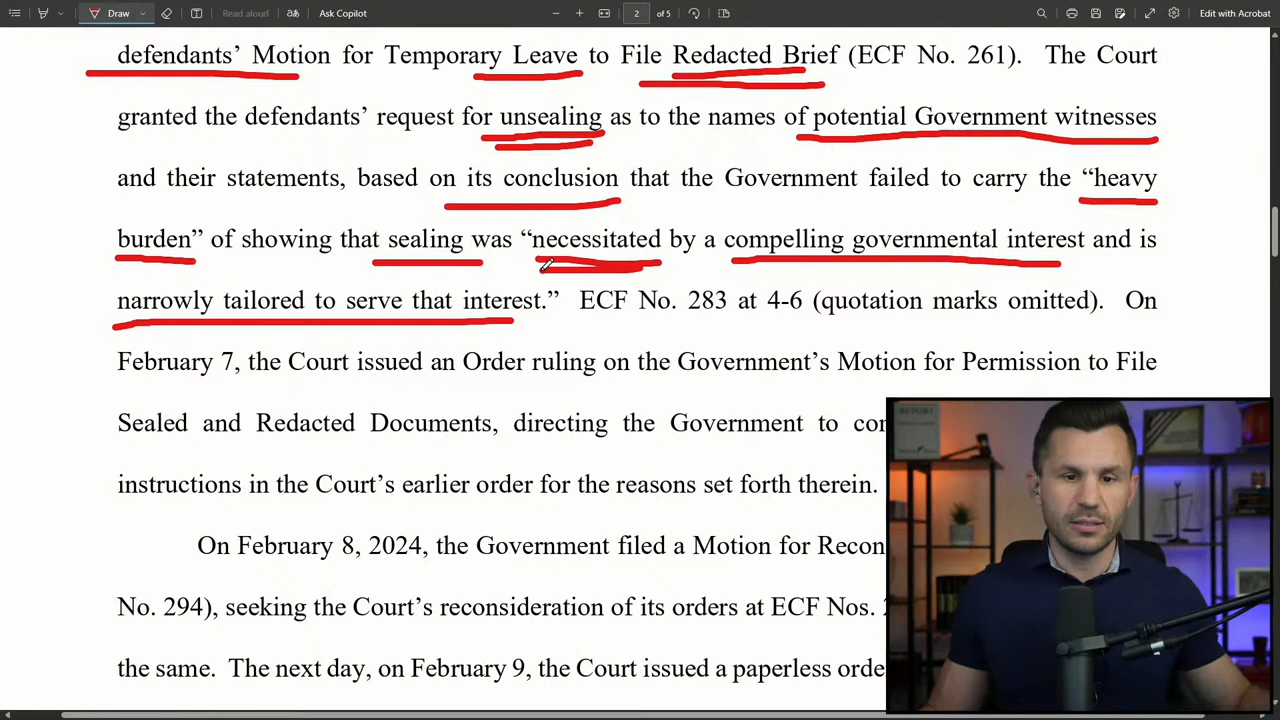 Draw
Read aloud
Ask Copilot
2 of 5
Edit with Acrobat
defendants’ Motion for Temporary Leave to File Redacted Brief (ECF No. 261). The Court
granted the defendants’ request for unsealing as to the names of potential Government witnesses
and their statements, based on its conclusion that the Government failed to carry the “heavy
burden” of showing that sealing was “necessitated by a compelling governmental interest and is
narrowly tailored to serve that interest.” ECF No. 283 at 4-6 (quotation marks omitted). On
February 7, the Court issued an Order ruling on the Government’s Motion for Permission to File
Sealed and Redacted Documents, directing the Government to
instructions in the Court’s earlier order for the reasons set forth therein.
On February 8, 2024, the Government filed a Motion for
No. 294), seeking the Court’s reconsideration of its orders at ECF Nos.
the same. The next day, on February 9, the Court issued a paperless
REPORT